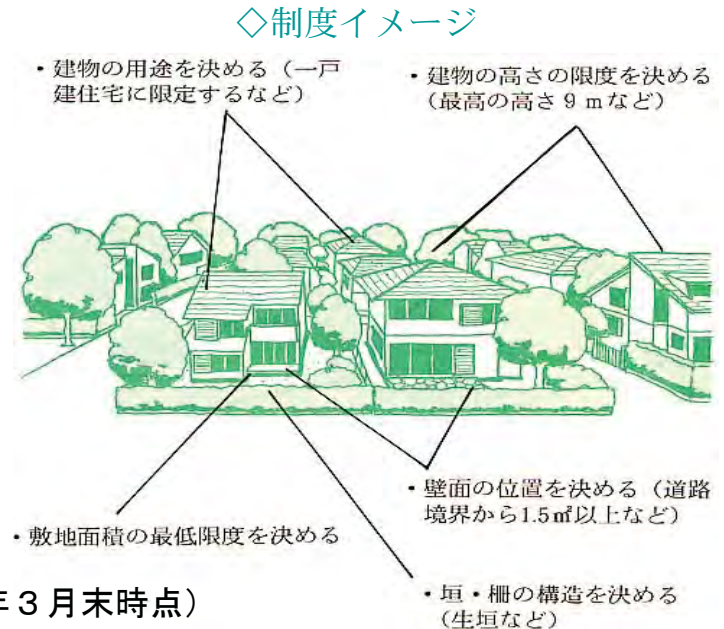 ◇制度イメージ
・建物の用途を決める（一戸
建住宅に限定するなど）
・建物の高さの限度を決める
（最高の高さ９ｍなど）
・壁面の位置を決める（道路
境界から1.5㎡以上など）
・敷地面積の最低限度を決める
・垣・柵の構造を決める
（生垣など）
年３月末時点）